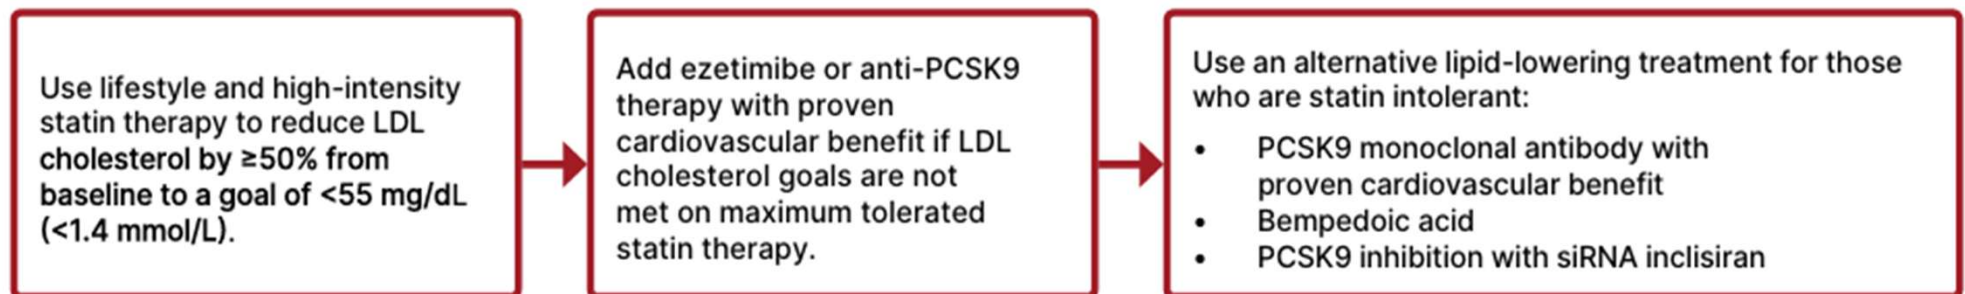 Use lifestyle and high-intensity
statin therapy to reduce LDL
cholesterol by ≥50% from
baseline to a goal of <55 mg/dL
(<1.4 mmol/L).
Add ezetimibe or anti-PCSK9
therapy with proven
cardiovascular benefit if LDL
cholesterol goals are not
met on maximum tolerated
statin therapy.
Use an alternative lipid-lowering treatment for those
who are statin intolerant:
• PCSK9 monoclonal antibody with
proven cardiovascular benefit
• Bempedoic acid
• PCSK9 inhibition with siRNA inclisiran